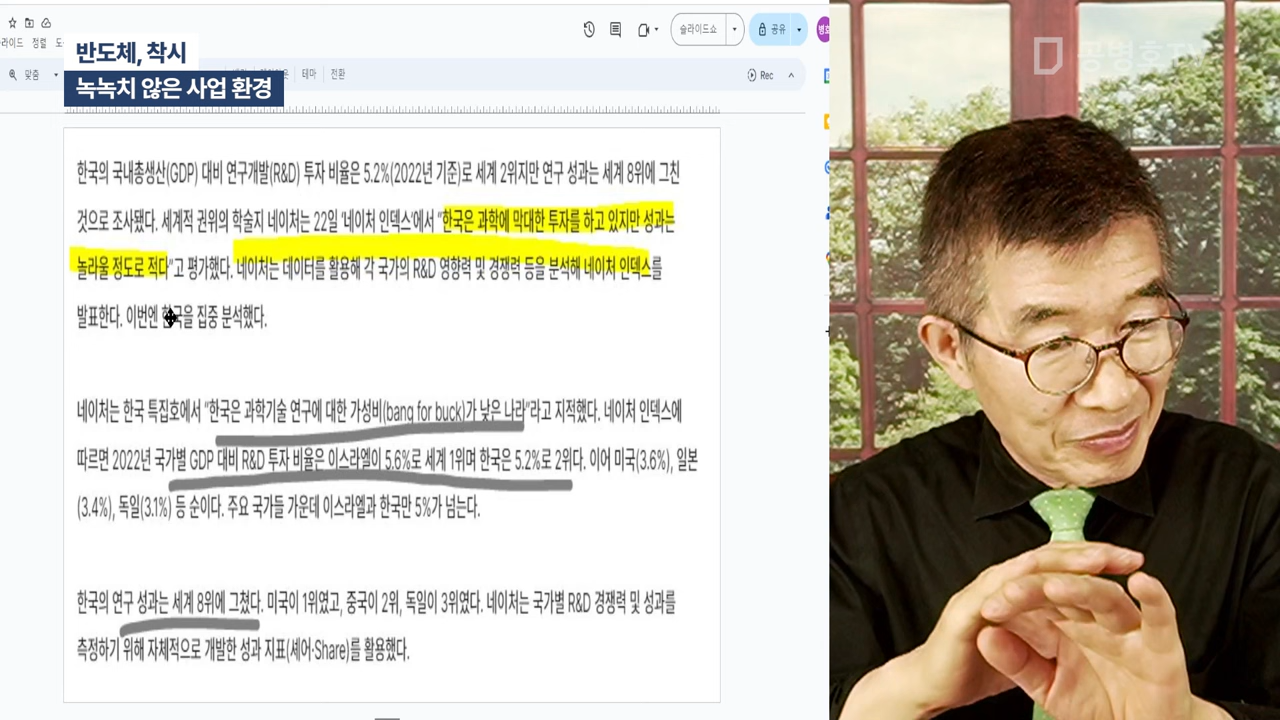 반도체, 착시
녹녹치 않은 사업 환경
슬라이드쇼
공유
라이드 정렬 도
맞춤
테마
전환
Rec
공병호TV
한국의 국내총생산(GDP) 대비 연구개발(R&D) 투자 비율은 5.2%(2022년 기준)로 세계 2위지만 연구 성과는 세계 8위에 그친
것으로 조사됐다. 세계적 권위의 학술지 네이처는 22일 '네이처 인덱스'에서 "한국은 과학에 막대한 투자를 하고 있지만 성과는
놀라울 정도로 적다"고 평가했다. 네이처는 데이터를 활용해 각 국가의 R&D 영향력 및 경쟁력 등을 분석해 네이처 인덱스를
발표한다. 이번엔 한국을 집중 분석했다.
네이처는 한국 특집호에서 "한국은 과학기술 연구에 대한 가성비(bang for buck)가 낮은 나라"라고 지적했다. 네이처 인덱스에
따르면 2022년 국가별 GDP 대비 R&D 투자 비율은 이스라엘이 5.6%로 세계 1위며 한국은 5.2%로 2위다. 이어 미국(3.6%), 일본
(3.4%), 독일(3.1%) 등 순이다. 주요 국가들 가운데 이스라엘과 한국만 5%가 넘는다.
한국의 연구 성과는 세계 8위에 그쳤다. 미국이 1위였고, 중국이 2위, 독일이 3위였다. 네이처는 국가별 R&D 경쟁력 및 성과를
측정하기 위해 자체적으로 개발한 성과 지표(셰어·Share)를 활용했다.